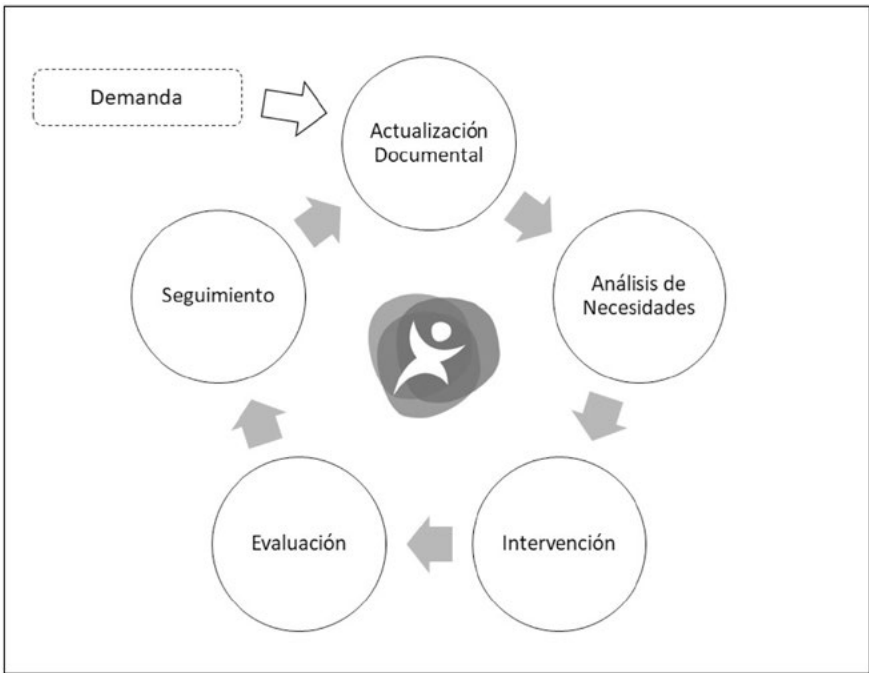 Demanda
Actualización
Documental
Análisis de
Necesidades
Intervención
Evaluación
Seguimiento